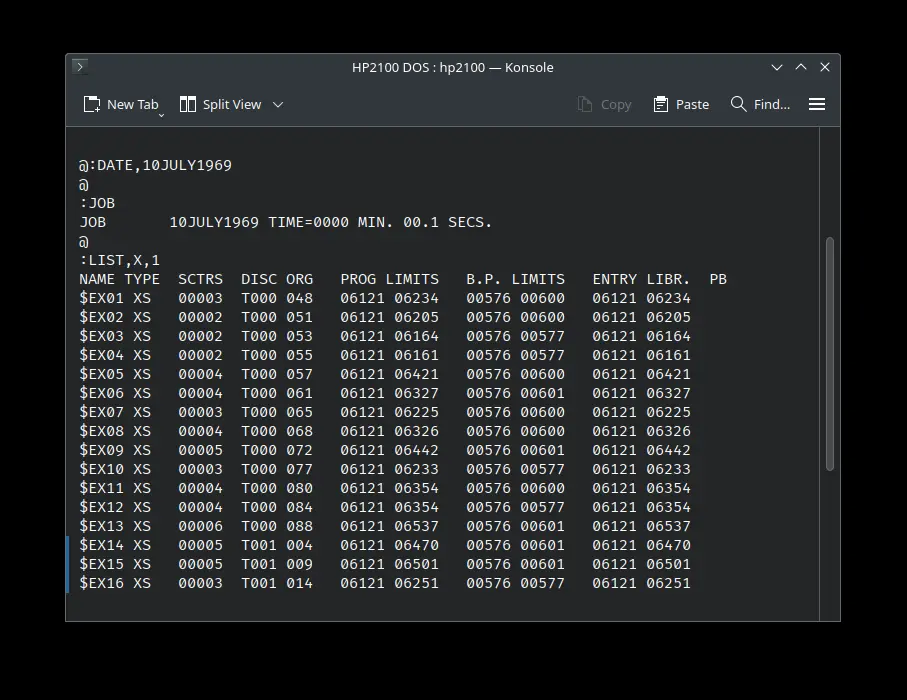 HP2100 DOS : hp2100 — Konsole
New Tab Split View Copy Paste Find...
@:DATE,10JULY1969
@
:JOB
JOB       10JULY1969 TIME=0000 MIN. 00.1 SECS.
@
:LIST,X,1
NAME TYPE  SCTRS  DISC ORG   PROG LIMITS   B.P. LIMITS   ENTRY LIBR.  PB
$EX01 XS   00003  T000 048   06121 06234   00576 00600   06121 06234
$EX02 XS   00002  T000 051   06121 06205   00576 00600   06121 06205
$EX03 XS   00002  T000 053   06121 06164   00576 00577   06121 06164
$EX04 XS   00002  T000 055   06121 06161   00576 00577   06121 06161
$EX05 XS   00004  T000 057   06121 06421   00576 00600   06121 06421
$EX06 XS   00004  T000 061   06121 06327   00576 00601   06121 06327
$EX07 XS   00003  T000 065   06121 06225   00576 00600   06121 06225
$EX08 XS   00004  T000 068   06121 06326   00576 00600   06121 06326
$EX09 XS   00005  T000 072   06121 06442   00576 00601   06121 06442
$EX10 XS   00003  T000 077   06121 06233   00576 00577   06121 06233
$EX11 XS   00004  T000 080   06121 06354   00576 00600   06121 06354
$EX12 XS   00004  T000 084   06121 06354   00576 00577   06121 06354
$EX13 XS   00006  T000 088   06121 06537   00576 00601   06121 06537
$EX14 XS   00005  T001 004   06121 06470   00576 00601   06121 06470
$EX15 XS   00005  T001 009   06121 06501   00576 00601   06121 06501
$EX16 XS   00003  T001 014   06121 06251   00576 00577   06121 06251